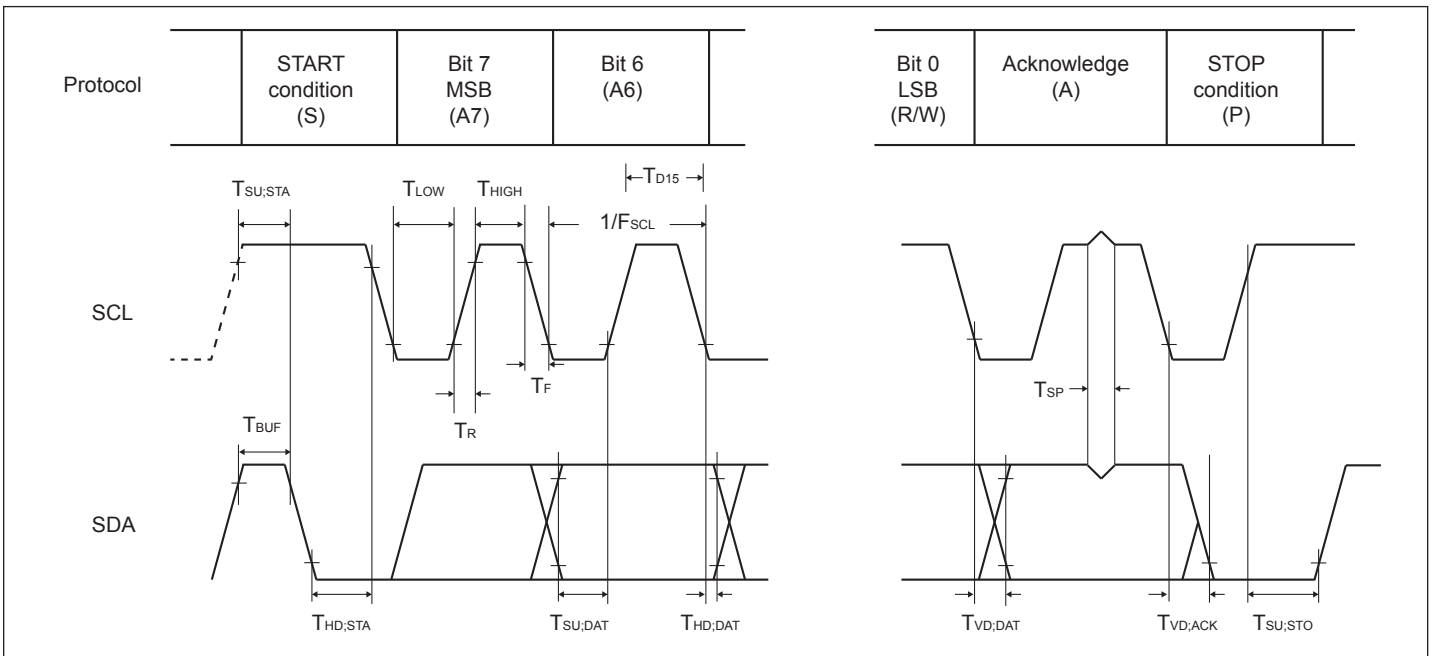 Protocol
START
condition
(S)
Bit 7
MSB
(A7)
Bit 6
(A6)
Bit 0
LSB
(R/W)
Acknowledge
(A)
STOP
condition
(P)
TSU;STA
TLOW
THIGH
TD15
1/FSCL
SCL
TF
TR
TSP
TBUF
SDA
THD;STA
TSU;DAT
THD;DAT
TVD;DAT
TVD;ACK
TSU;STO